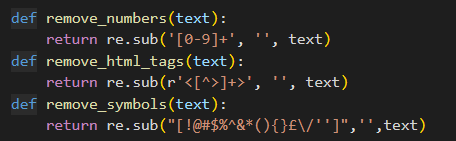 def remove_numbers(text):
    return re.sub('[0-9]+', '', text)
def remove_html_tags(text):
    return re.sub(r'<[^>]+>', '', text)
def remove_symbols(text):
    return re.sub("[!@#$%^&*(){}£\/'']",'',text)